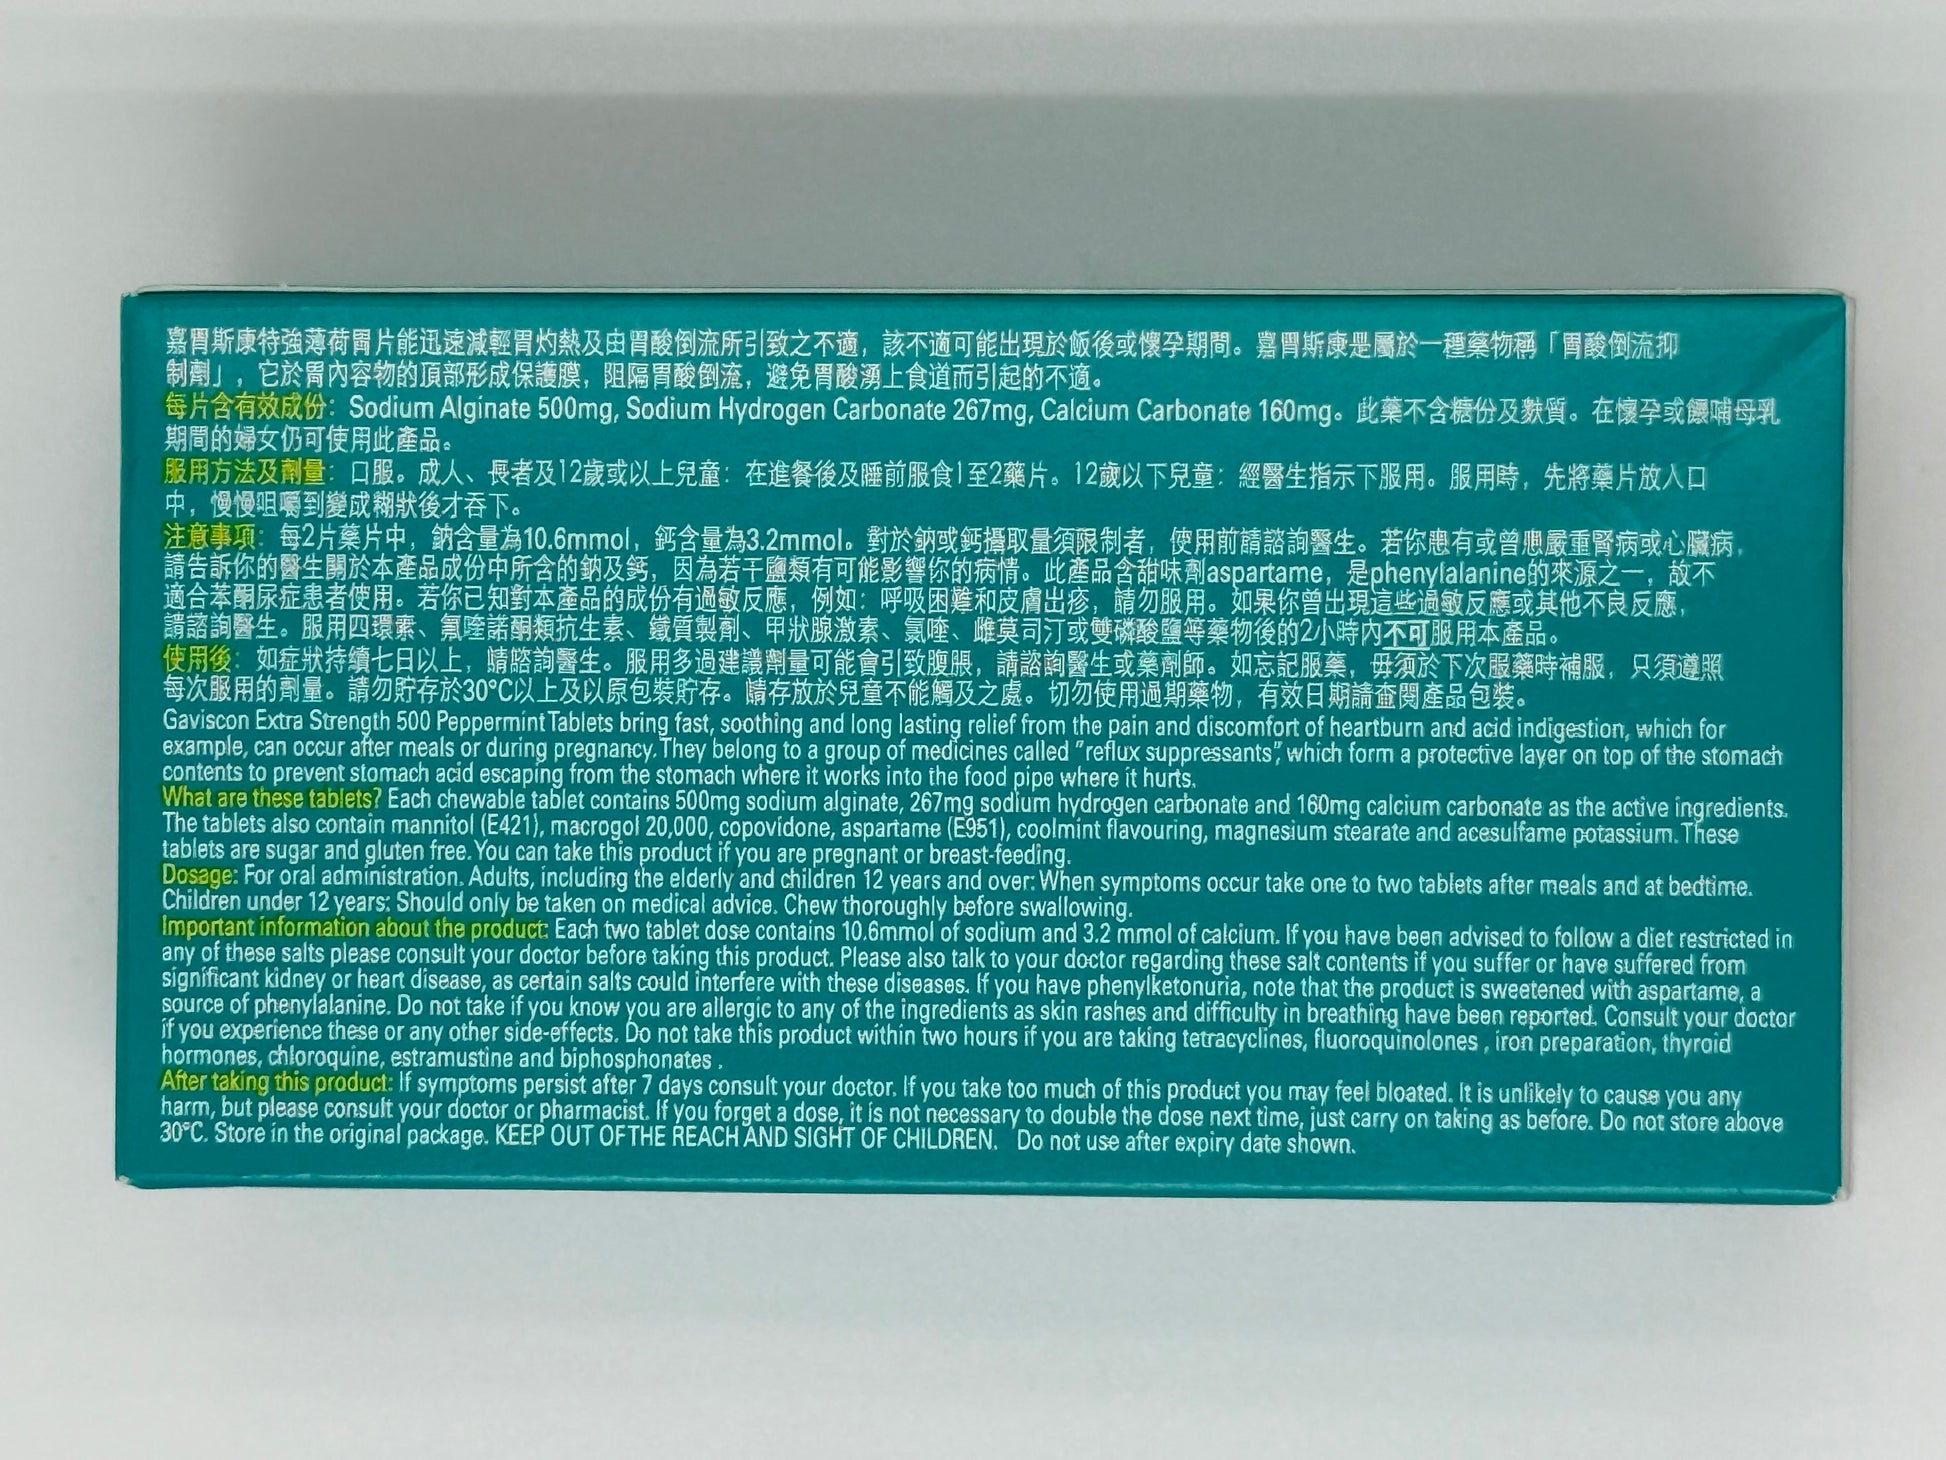 嘉胃斯康特強薄荷胃片能迅速減輕胃灼熱及由胃酸倒流所引致之不適，該不適可能出現於飯後或懷孕期間。嘉胃斯康是屬於一種藥物稱「胃酸倒流抑
制劑」，它於胃內容物的頂部形成保護膜，阻隔胃酸倒流，避免胃酸湧上食道而引起的不適。
每片含有效成份：Sodium Alginate 500mg, Sodium Hydrogen Carbonate 267mg, Calcium Carbonate 160mg。此藥不含糖份及麩質。在懷孕或餵哺母乳
期間的婦女仍可使用此產品。
服用方法及劑量：口服。成人、長者及12歲或以上兒童：在進餐後及睡前服食1至2藥片。12歲以下兒童：經醫生指示下服用。服用時，先將藥片放入口
中，慢慢咀嚼到變成糊狀後才吞下。
注意事項：每2片藥片中，鈉含量為10.6mmol，鈣含量為3.2mmol。對於鈉或鈣攝取量須限制者，使用前請諮詢醫生。若你患有或曾患嚴重腎病或心臟病，
請告訴你的醫生關於本產品成份中所含的鈉及鈣，因為若干鹽類有可能影響你的病情。此產品含甜味劑aspartame，是phenylalanine的來源之一，故不
適合苯酮尿症患者使用。若你已知對本產品的成份有過敏反應，例如：呼吸困難和皮膚出疹，請勿服用。如果你曾出現這些過敏反應或其他不良反應，
請諮詢醫生。服用四環素、氟喹諾酮類抗生素、鐵質製劑、甲狀腺激素、氯喹、雌莫司汀或雙磷酸鹽等藥物後的2小時內不可服用本產品。
使用後：如症狀持續七日以上，請諮詢醫生。服用多過建議劑量可能會引致腹脹，請諮詢醫生或藥劑師。如忘記服藥，毋須於下次服藥時補服，只須遵照
每次服用的劑量。請勿貯存於30°C以上及以原包裝貯存。請存放於兒童不能觸及之處。切勿使用過期藥物，有效日期請查閱產品包裝。
Gaviscon Extra Strength 500 Peppermint Tablets bring fast, soothing and long lasting relief from the pain and discomfort of heartburn and acid indigestion, which for
example, can occur after meals or during pregnancy. They belong to a group of medicines called "reflux suppressants", which form a protective layer on top of the stomach
contents to prevent stomach acid escaping from the stomach where it works into the food pipe where it hurts.
What are these tablets? Each chewable tablet contains 500mg sodium alginate, 267mg sodium hydrogen carbonate and 160mg calcium carbonate as the active ingredients.
The tablets also contain mannitol (E421), macrogol 20,000, copovidone, aspartame (E951), coolmint flavouring, magnesium stearate and acesulfame potassium. These
tablets are sugar and gluten free. You can take this product if you are pregnant or breast-feeding.
Dosage: For oral administration. Adults, including the elderly and children 12 years and over: When symptoms occur take one to two tablets after meals and at bedtime.
Children under 12 years: Should only be taken on medical advice. Chew thoroughly before swallowing.
Important information about the product: Each two tablet dose contains 10.6mmol of sodium and 3.2 mmol of calcium. If you have been advised to follow a diet restricted in
any of these salts please consult your doctor before taking this product. Please also talk to your doctor regarding these salt contents if you suffer or have suffered from
significant kidney or heart disease, as certain salts could interfere with these diseases. If you have phenylketonuria, note that the product is sweetened with aspartame, a
source of phenylalanine. Do not take if you know you are allergic to any of the ingredients as skin rashes and difficulty in breathing have been reported. Consult your doctor
if you experience these or any other side-effects. Do not take this product within two hours if you are taking tetracyclines, fluoroquinolones , iron preparation, thyroid
hormones, chloroquine, estramustine and biphosphonates .
After taking this product: If symptoms persist after 7 days consult your doctor. If you take too much of this product you may feel bloated. It is unlikely to cause you any
harm, but please consult your doctor or pharmacist. If you forget a dose, it is not necessary to double the dose next time, just carry on taking as before. Do not store above
30°C. Store in the original package. KEEP OUT OF THE REACH AND SIGHT OF CHILDREN. Do not use after expiry date shown.